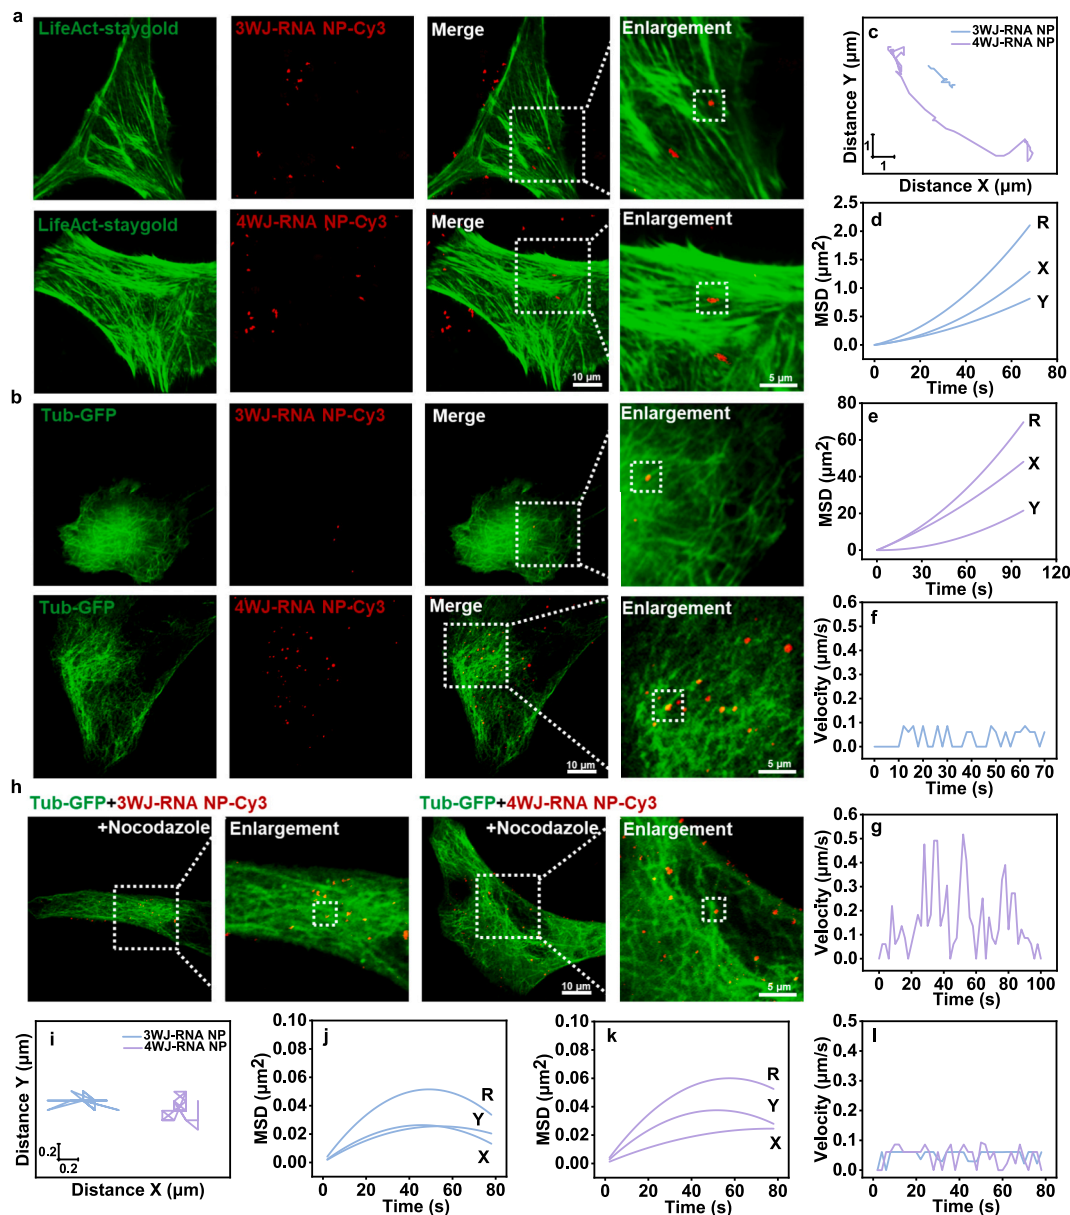 a
LifeAct-staygold
3WJ-RNA NP-Cy3
Merge
Enlargement
LifeAct-staygold
4WJ-RNA NP-Cy3
Merge
Enlargement
10 µm
5 µm
b
Tub-GFP
3WJ-RNA NP-Cy3
Merge
Enlargement
Tub-GFP
4WJ-RNA NP-Cy3
Merge
Enlargement
10 µm
5 µm
c
3WJ-RNA NP
4WJ-RNA NP
Distance Y (µm)
1
1
Distance X (µm)
d
MSD (µm²)
2.5
2.0
1.5
1.0
0.5
0.0
R
X
Y
0 20 40 60 80
Time (s)
e
MSD (µm²)
80
60
40
20
0
R
X
Y
0 30 60 90 120
Time (s)
f
Velocity (µm/s)
0.6
0.5
0.4
0.3
0.2
0.1
0.0
0 10 20 30 40 50 60 70
Time (s)
g
Velocity (µm/s)
0.6
0.5
0.4
0.3
0.2
0.1
0.0
0 20 40 60 80 100
Time (s)
h
Tub-GFP+3WJ-RNA NP-Cy3
Tub-GFP+4WJ-RNA NP-Cy3
+Nocodazole
Enlargement
+Nocodazole
Enlargement
10 µm
5 µm
i
3WJ-RNA NP
4WJ-RNA NP
Distance Y (µm)
0.2
0.2
Distance X (µm)
j
MSD (µm²)
0.10
0.08
0.06
0.04
0.02
0.00
R
Y
X
0 20 40 60 80
Time (s)
k
MSD (µm²)
0.10
0.08
0.06
0.04
0.02
0.00
R
Y
X
0 20 40 60 80
Time (s)
l
Velocity (µm/s)
0.5
0.4
0.3
0.2
0.1
0.0
0 20 40 60 80
Time (s)